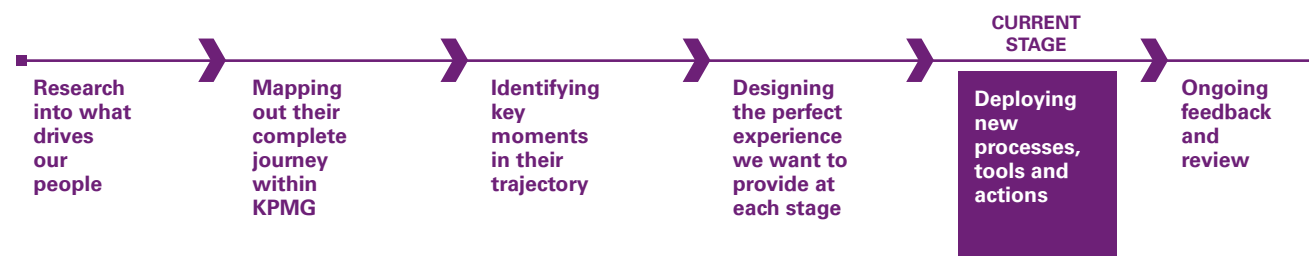 CURRENT
STAGE
Research
into what
drives
our
people
Mapping
out their
complete
journey
within
KPMG
Identifying
key
moments
in their
trajectory
Designing
the perfect
experience
we want to
provide at
each stage
Deploying
new
processes,
tools and
actions
Ongoing
feedback
and
review